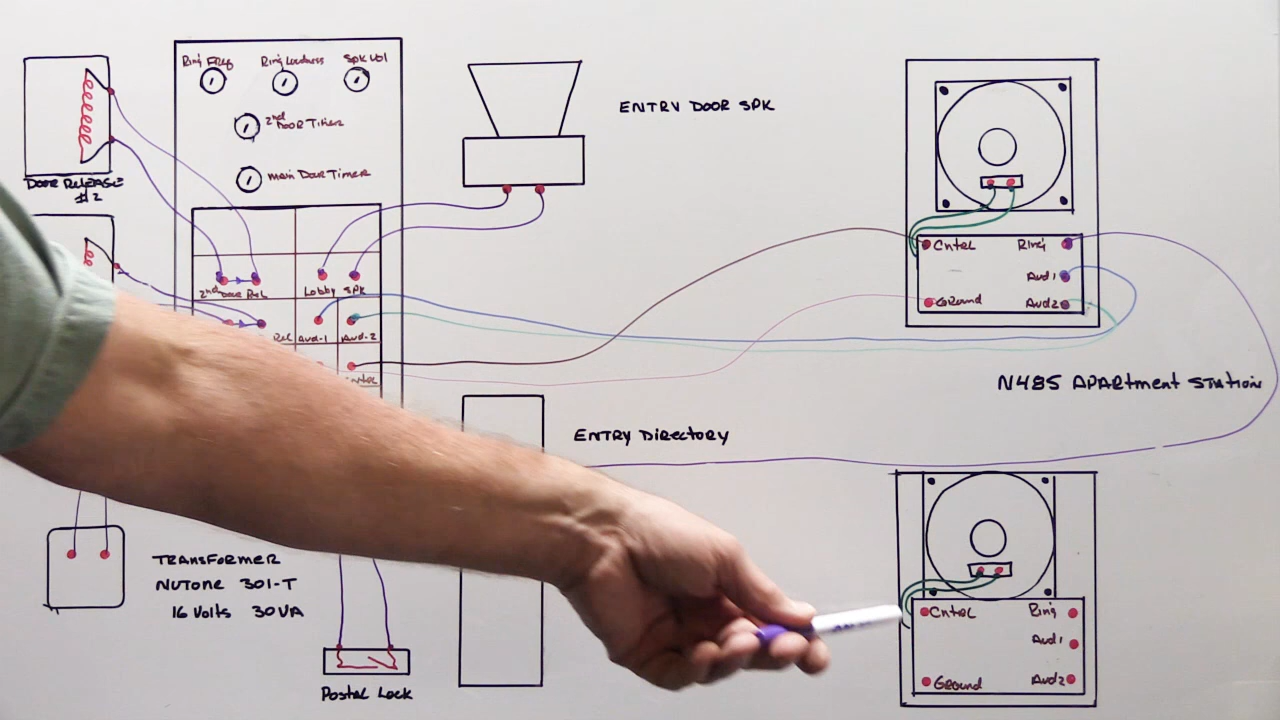 Ring Freq
Ring Loudness
Spk Vol
2nd Door Timer
Main Door Timer
Door Release
#2
2nd Door Rel
Lobby Spk
Rel
Aud-1
Aud-2
ENTRY DOOR SPK
Cntrl
Ring
Aud1
Ground
Aud2
N485 APArtment STAtion
ENTRY DIrectory
TRANSFORMER
NUTONE 301-T
16 Volts 30VA
Postal Lock
Cntrl
Ring
Aud1
Ground
Aud2